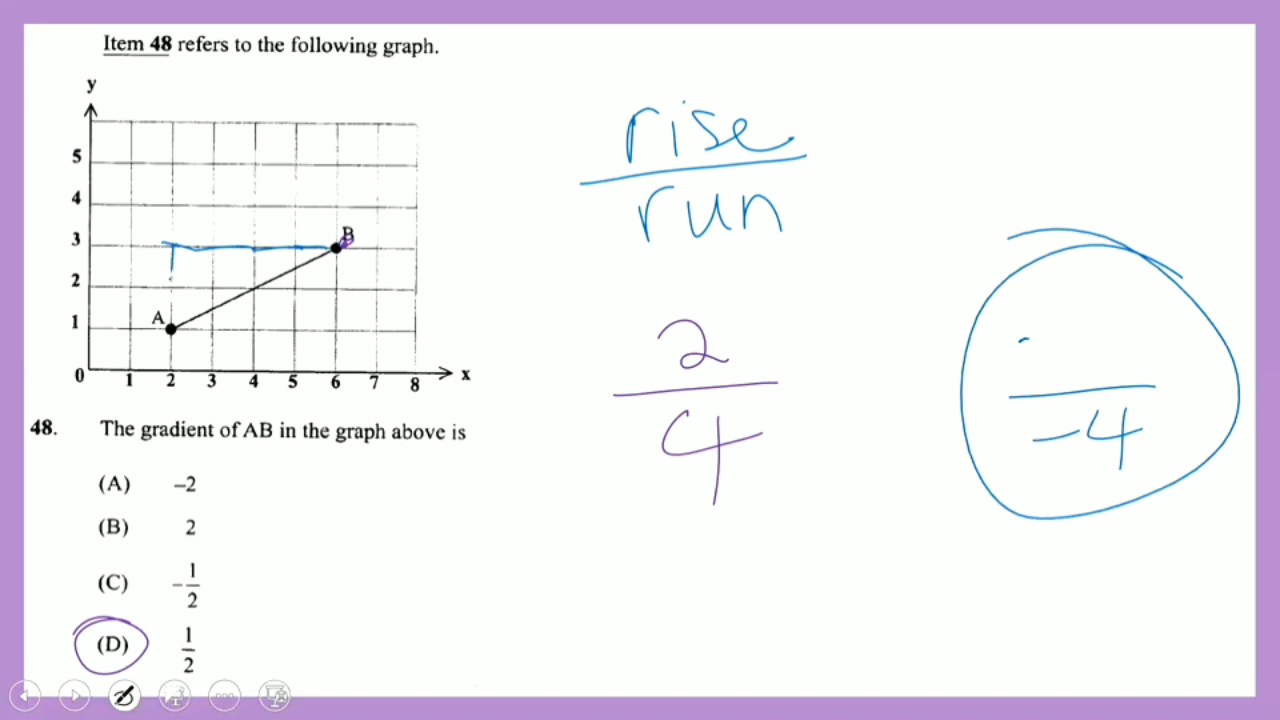 Item 48 refers to the following graph.
y
5
4
3
2
1
0
B
A
1 2 3 4 5 6 7 8 x
48. The gradient of AB in the graph above is
(A) –2
(B) 2
(C) -1/2
(D) 1/2
rise
run
2
4
-4